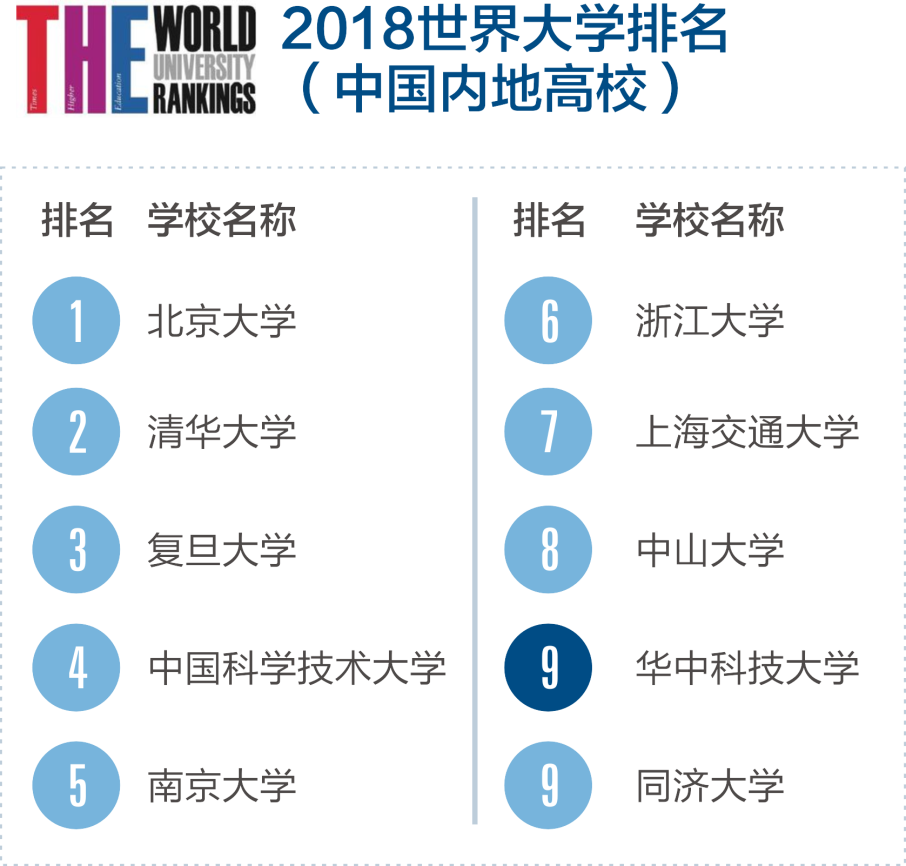 THE WORLD
UNIVERSITY
RANKINGS
Times Higher Education
2018世界大学排名
（中国内地高校）
排名 学校名称
1 北京大学
2 清华大学
3 复旦大学
4 中国科学技术大学
5 南京大学
排名 学校名称
6 浙江大学
7 上海交通大学
8 中山大学
9 华中科技大学
9 同济大学